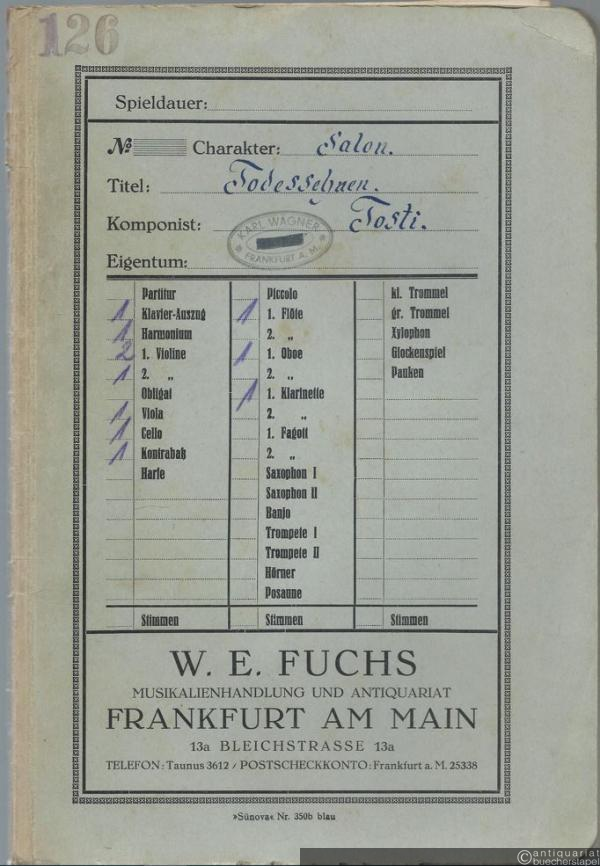 126
Spieldauer:
№ Charakter: Salon.
Titel: Todessehnen.
Komponist: Tosti.
KARL WAGNER
FRANKFURT A. M.
Eigentum:
Partitur
1 Klavier-Auszug
1 Harmonium
2 1. Violine
1 2. „
Obligat
1 Viola
1 Cello
1 Kontrabaß
Harfe
Stimmen
Piccolo
1 1. Flöte
2. „
1 1. Oboe
2. „
1 1. Klarinette
2. „
1. Fagott
2. „
Saxophon I
Saxophon II
Banjo
Trompete I
Trompete II
Hörner
Posaune
Stimmen
kl. Trommel
gr. Trommel
Xylophon
Glockenspiel
Pauken
Stimmen
W. E. FUCHS
MUSIKALIENHANDLUNG UND ANTIQUARIAT
FRANKFURT AM MAIN
13a BLEICHSTRASSE 13a
TELEFON: Taunus 3612 / POSTSCHECKKONTO: Frankfurt a. M. 25338
»Sünova« Nr. 350b blau
©antiquariat
buecherstapel